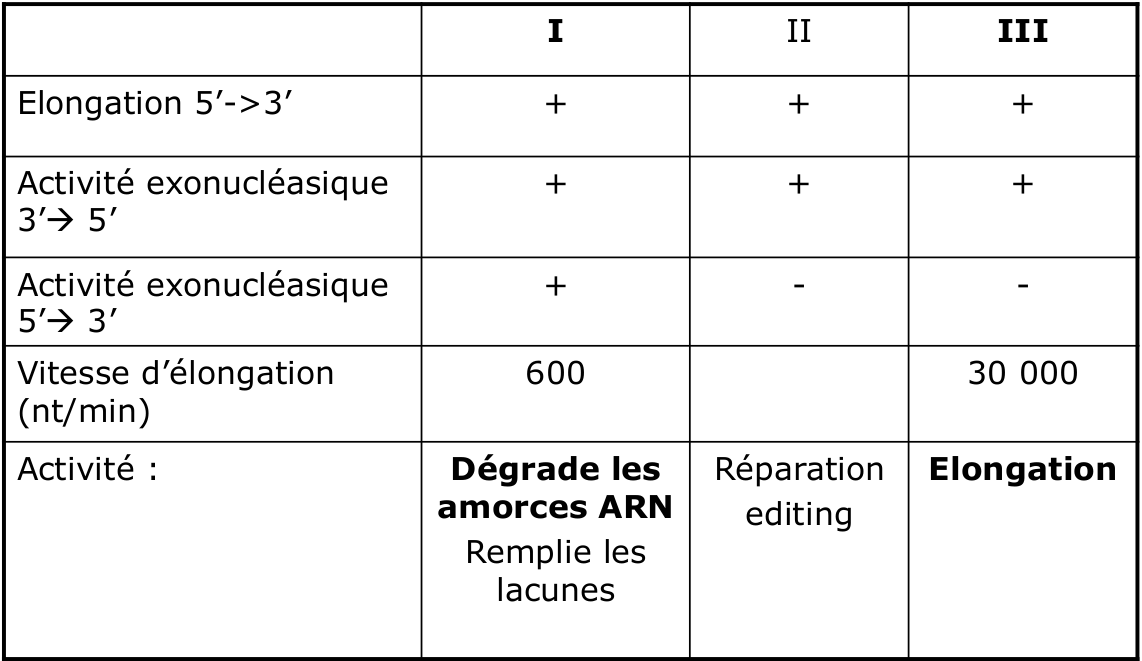 I II III
Elongation 5′->3′ + + +
Activité exonucléasique + + +
3′→ 5′
Activité exonucléasique + - -
5′→ 3′
Vitesse d’élongation 600 30 000
(nt/min)
Activité : Dégrade les Réparation Elongation
amorces ARN editing
Remplie les
lacunes